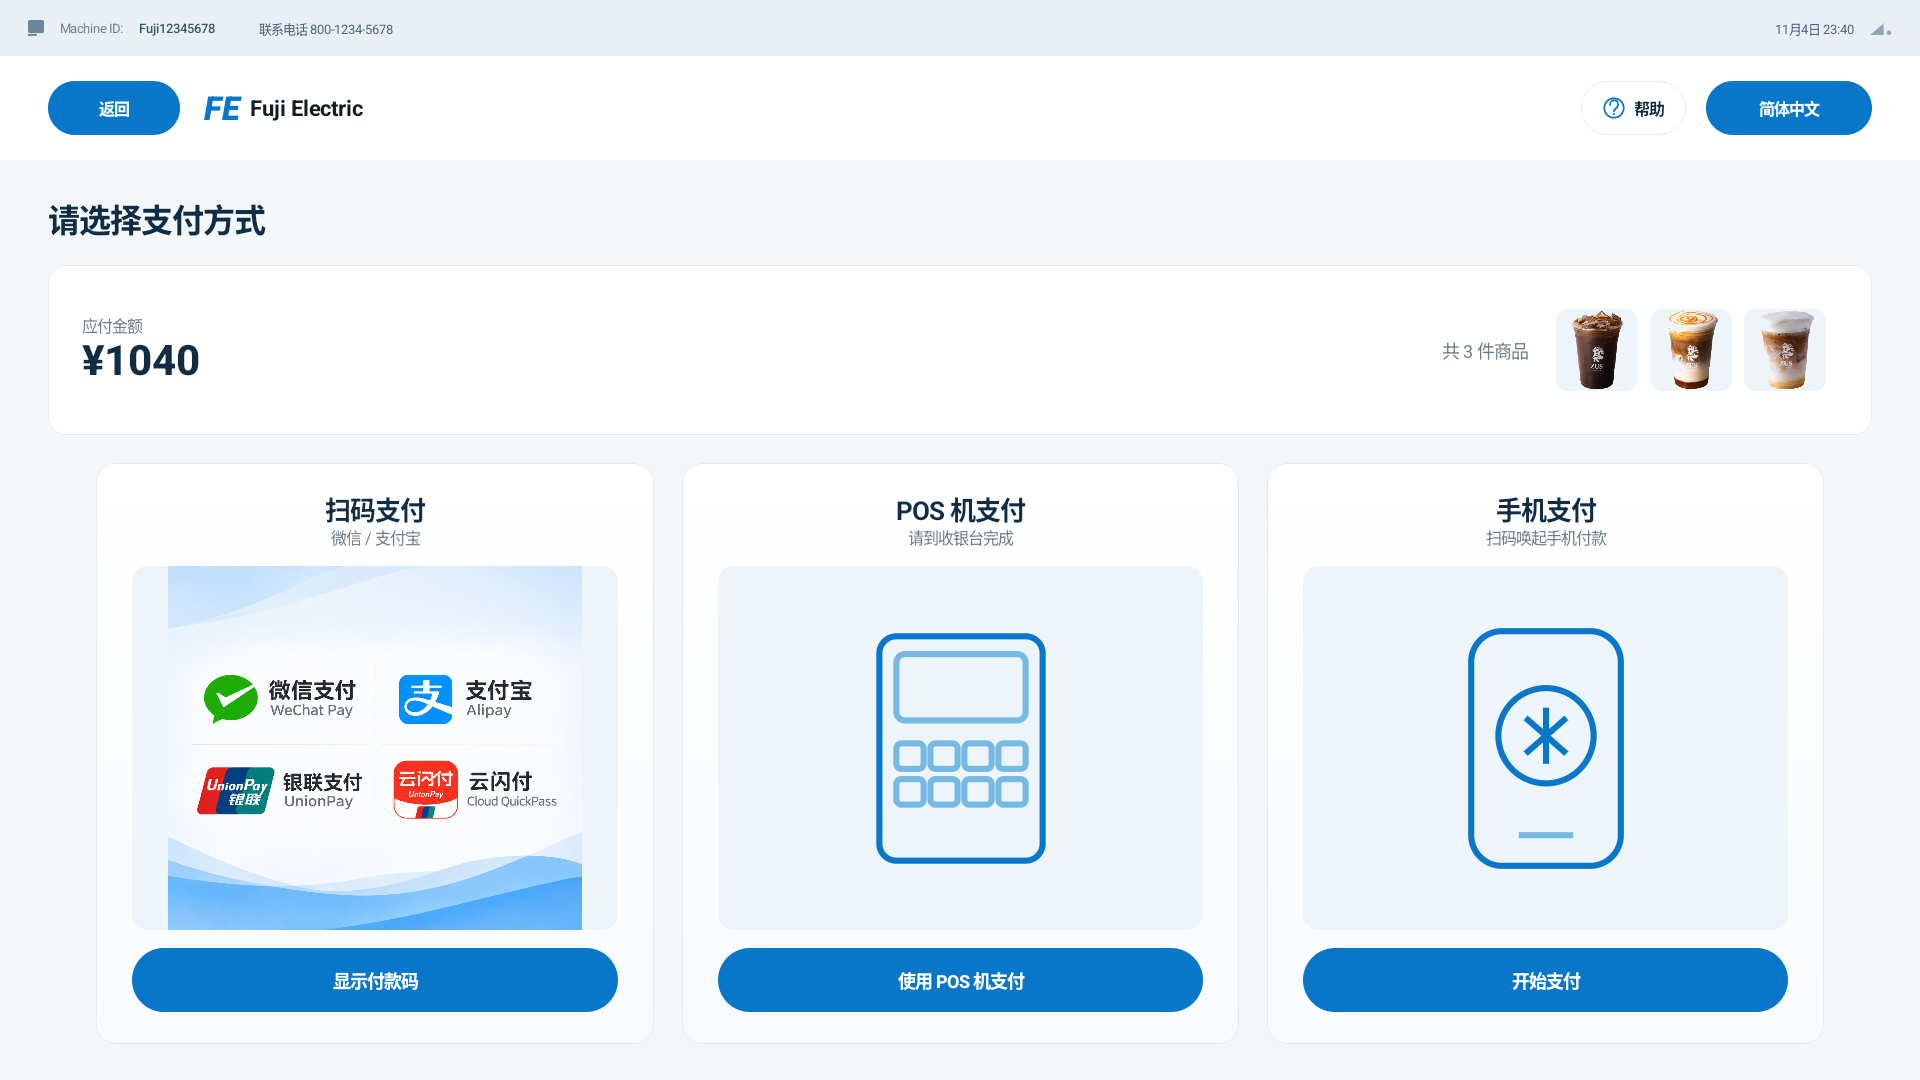 Machine ID: Fuji12345678 联系电话 800-1234-5678 11月4日 23:40
返回 FE Fuji Electric 帮助 简体中文
请选择支付方式
应付金额
¥1040
共 3 件商品
扫码支付
微信 / 支付宝
微信支付
WeChat Pay
支付宝
Alipay
UnionPay
银联
银联支付
UnionPay
云闪付
UnionPay
云闪付
Cloud QuickPass
显示付款码
POS 机支付
请到收银台完成
使用 POS 机支付
手机支付
扫码唤起手机付款
开始支付